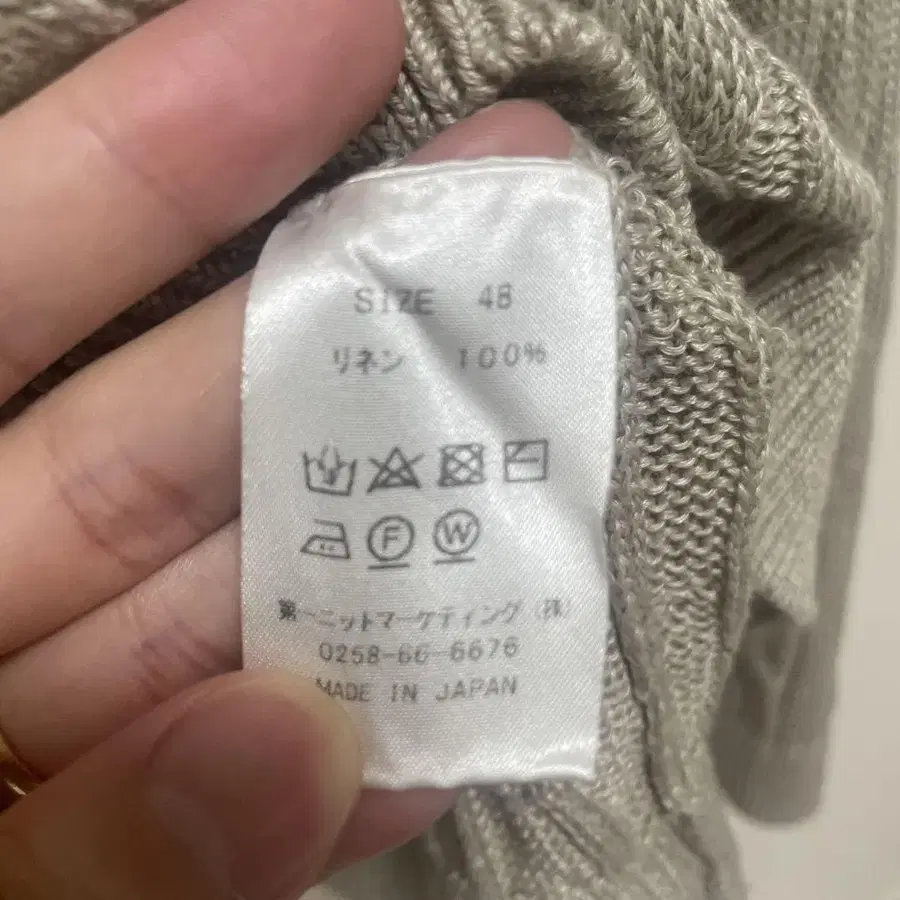 SIZE 48
リネン 100%
F W
第一ニットマーケティング(株)
0258-66-6676
MADE IN JAPAN